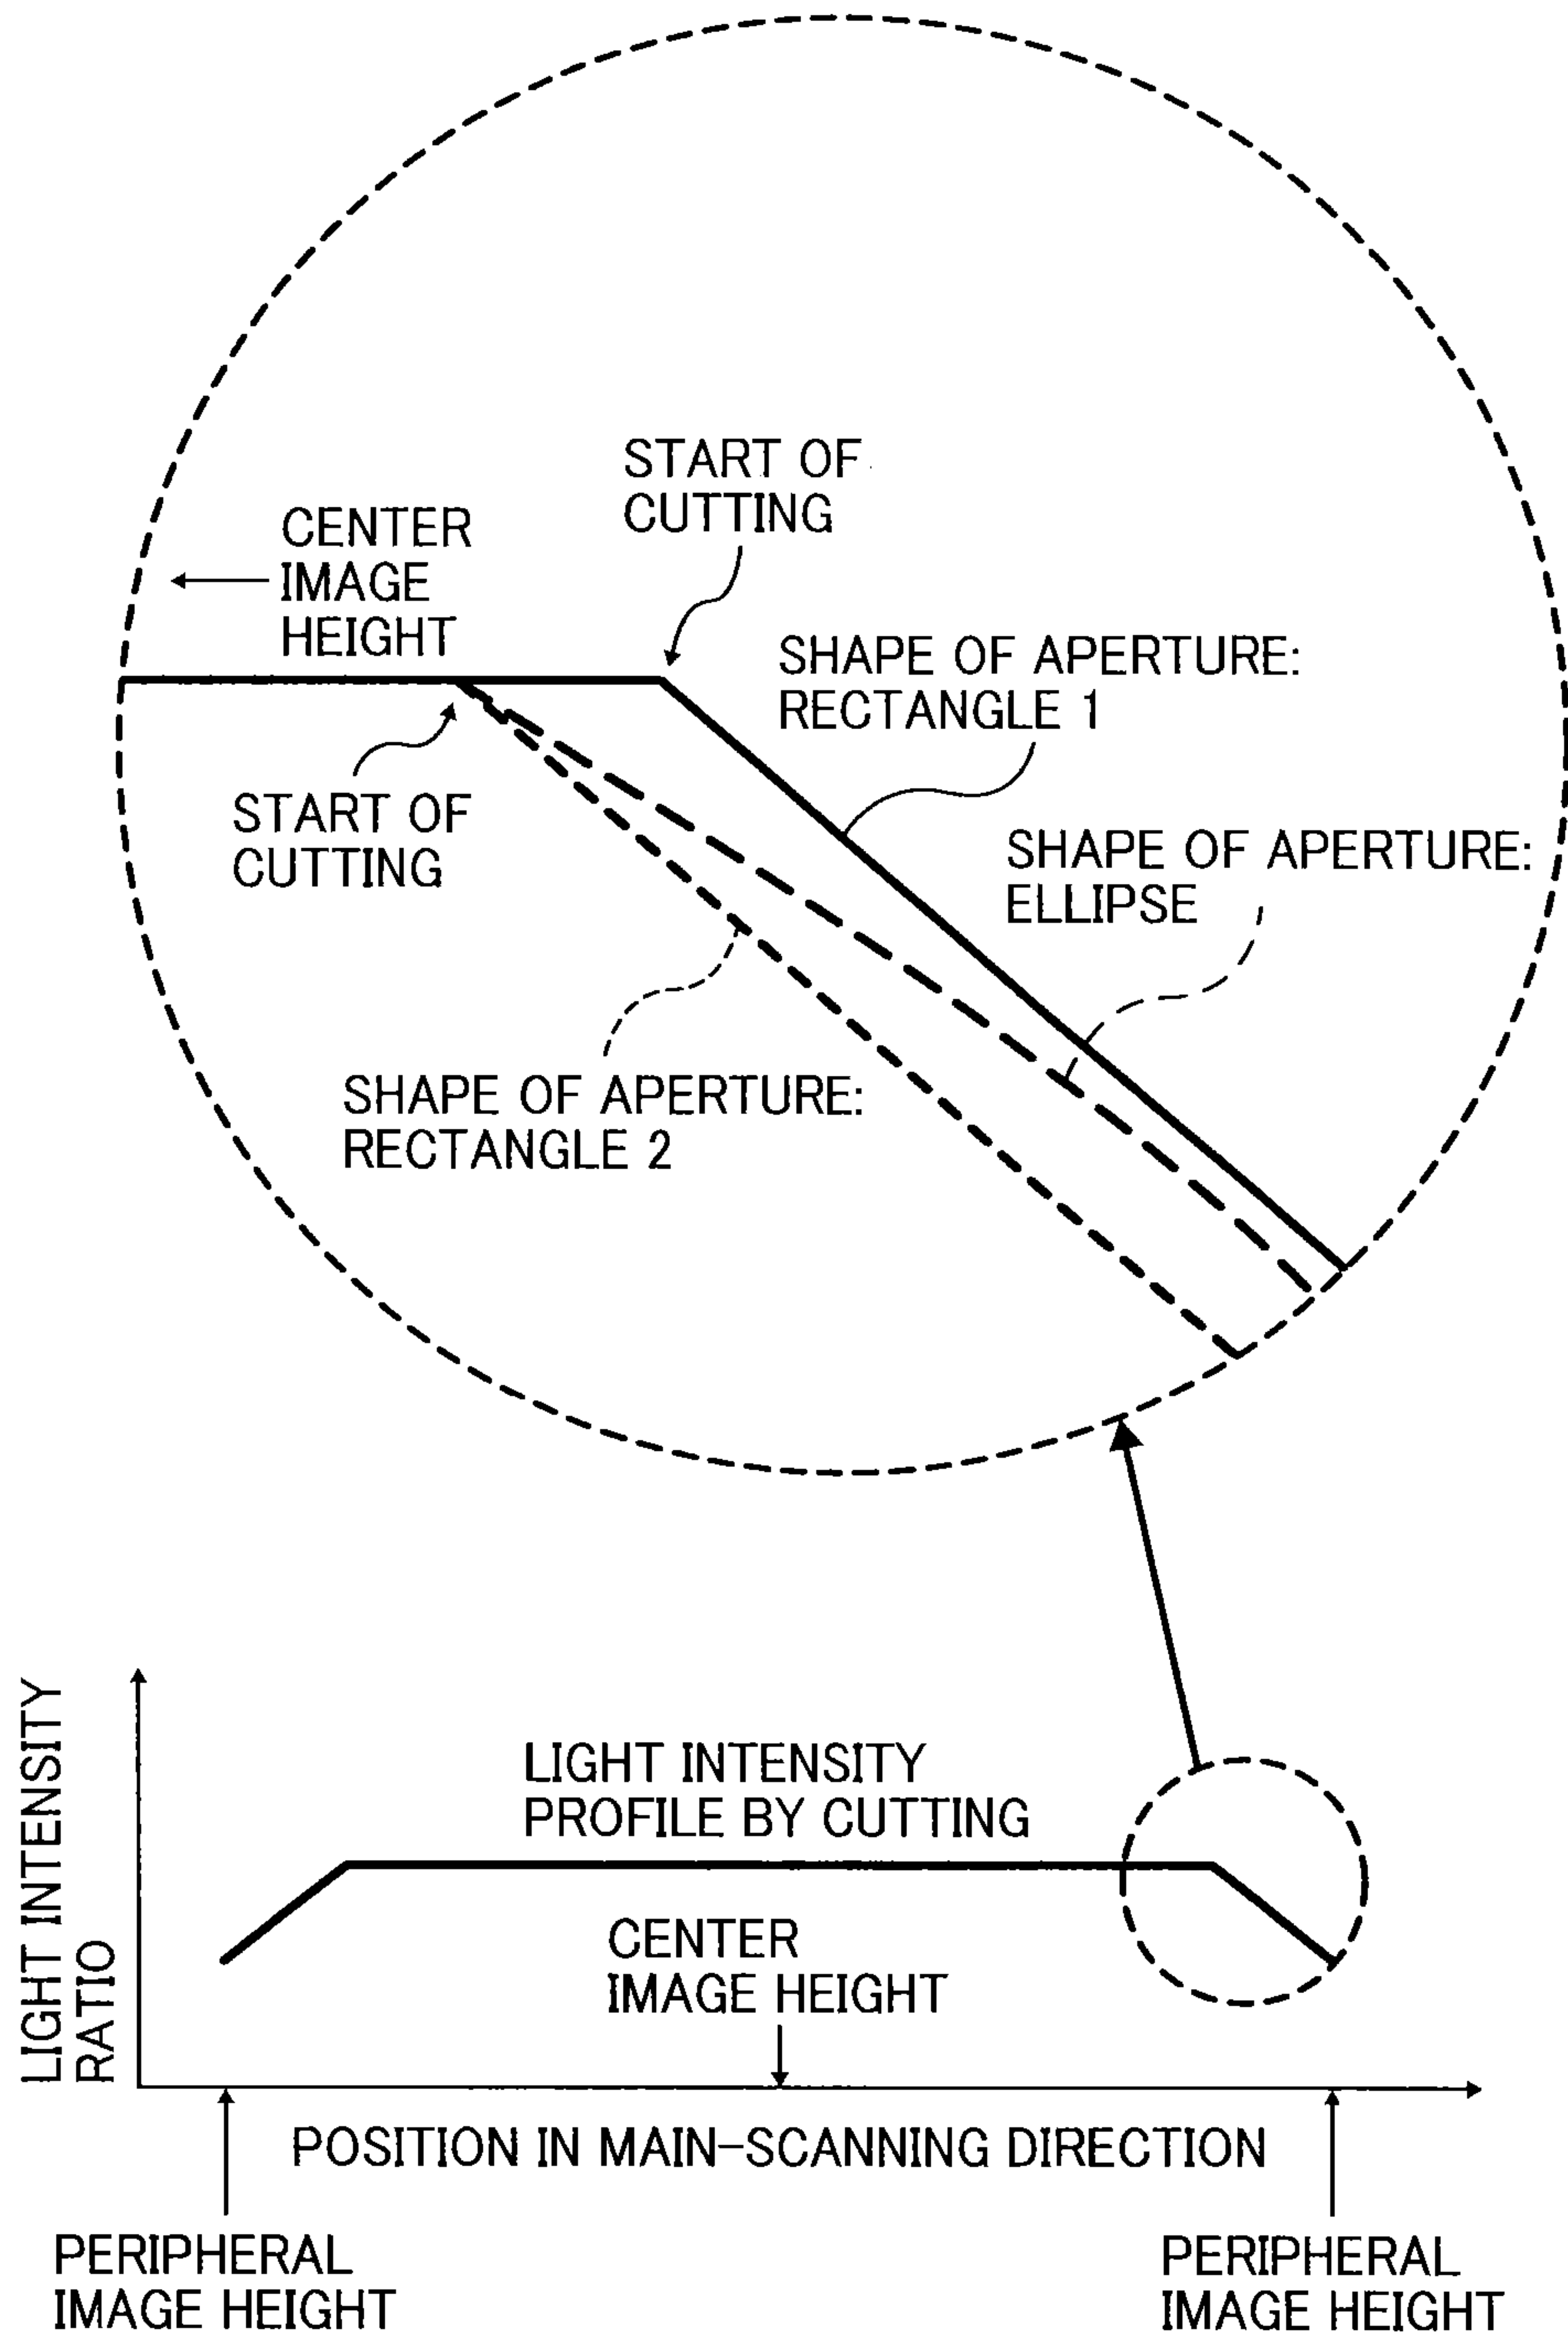 START OF
CUTTING
CENTER
IMAGE
HEIGHT
SHAPE OF APERTURE:
RECTANGLE 1
START OF
CUTTING
SHAPE OF APERTURE:
ELLIPSE
SHAPE OF APERTURE:
RECTANGLE 2
LIGHT INTENSITY
RATIO
LIGHT INTENSITY
PROFILE BY CUTTING
CENTER
IMAGE HEIGHT
POSITION IN MAIN-SCANNING DIRECTION
PERIPHERAL
IMAGE HEIGHT
PERIPHERAL
IMAGE HEIGHT